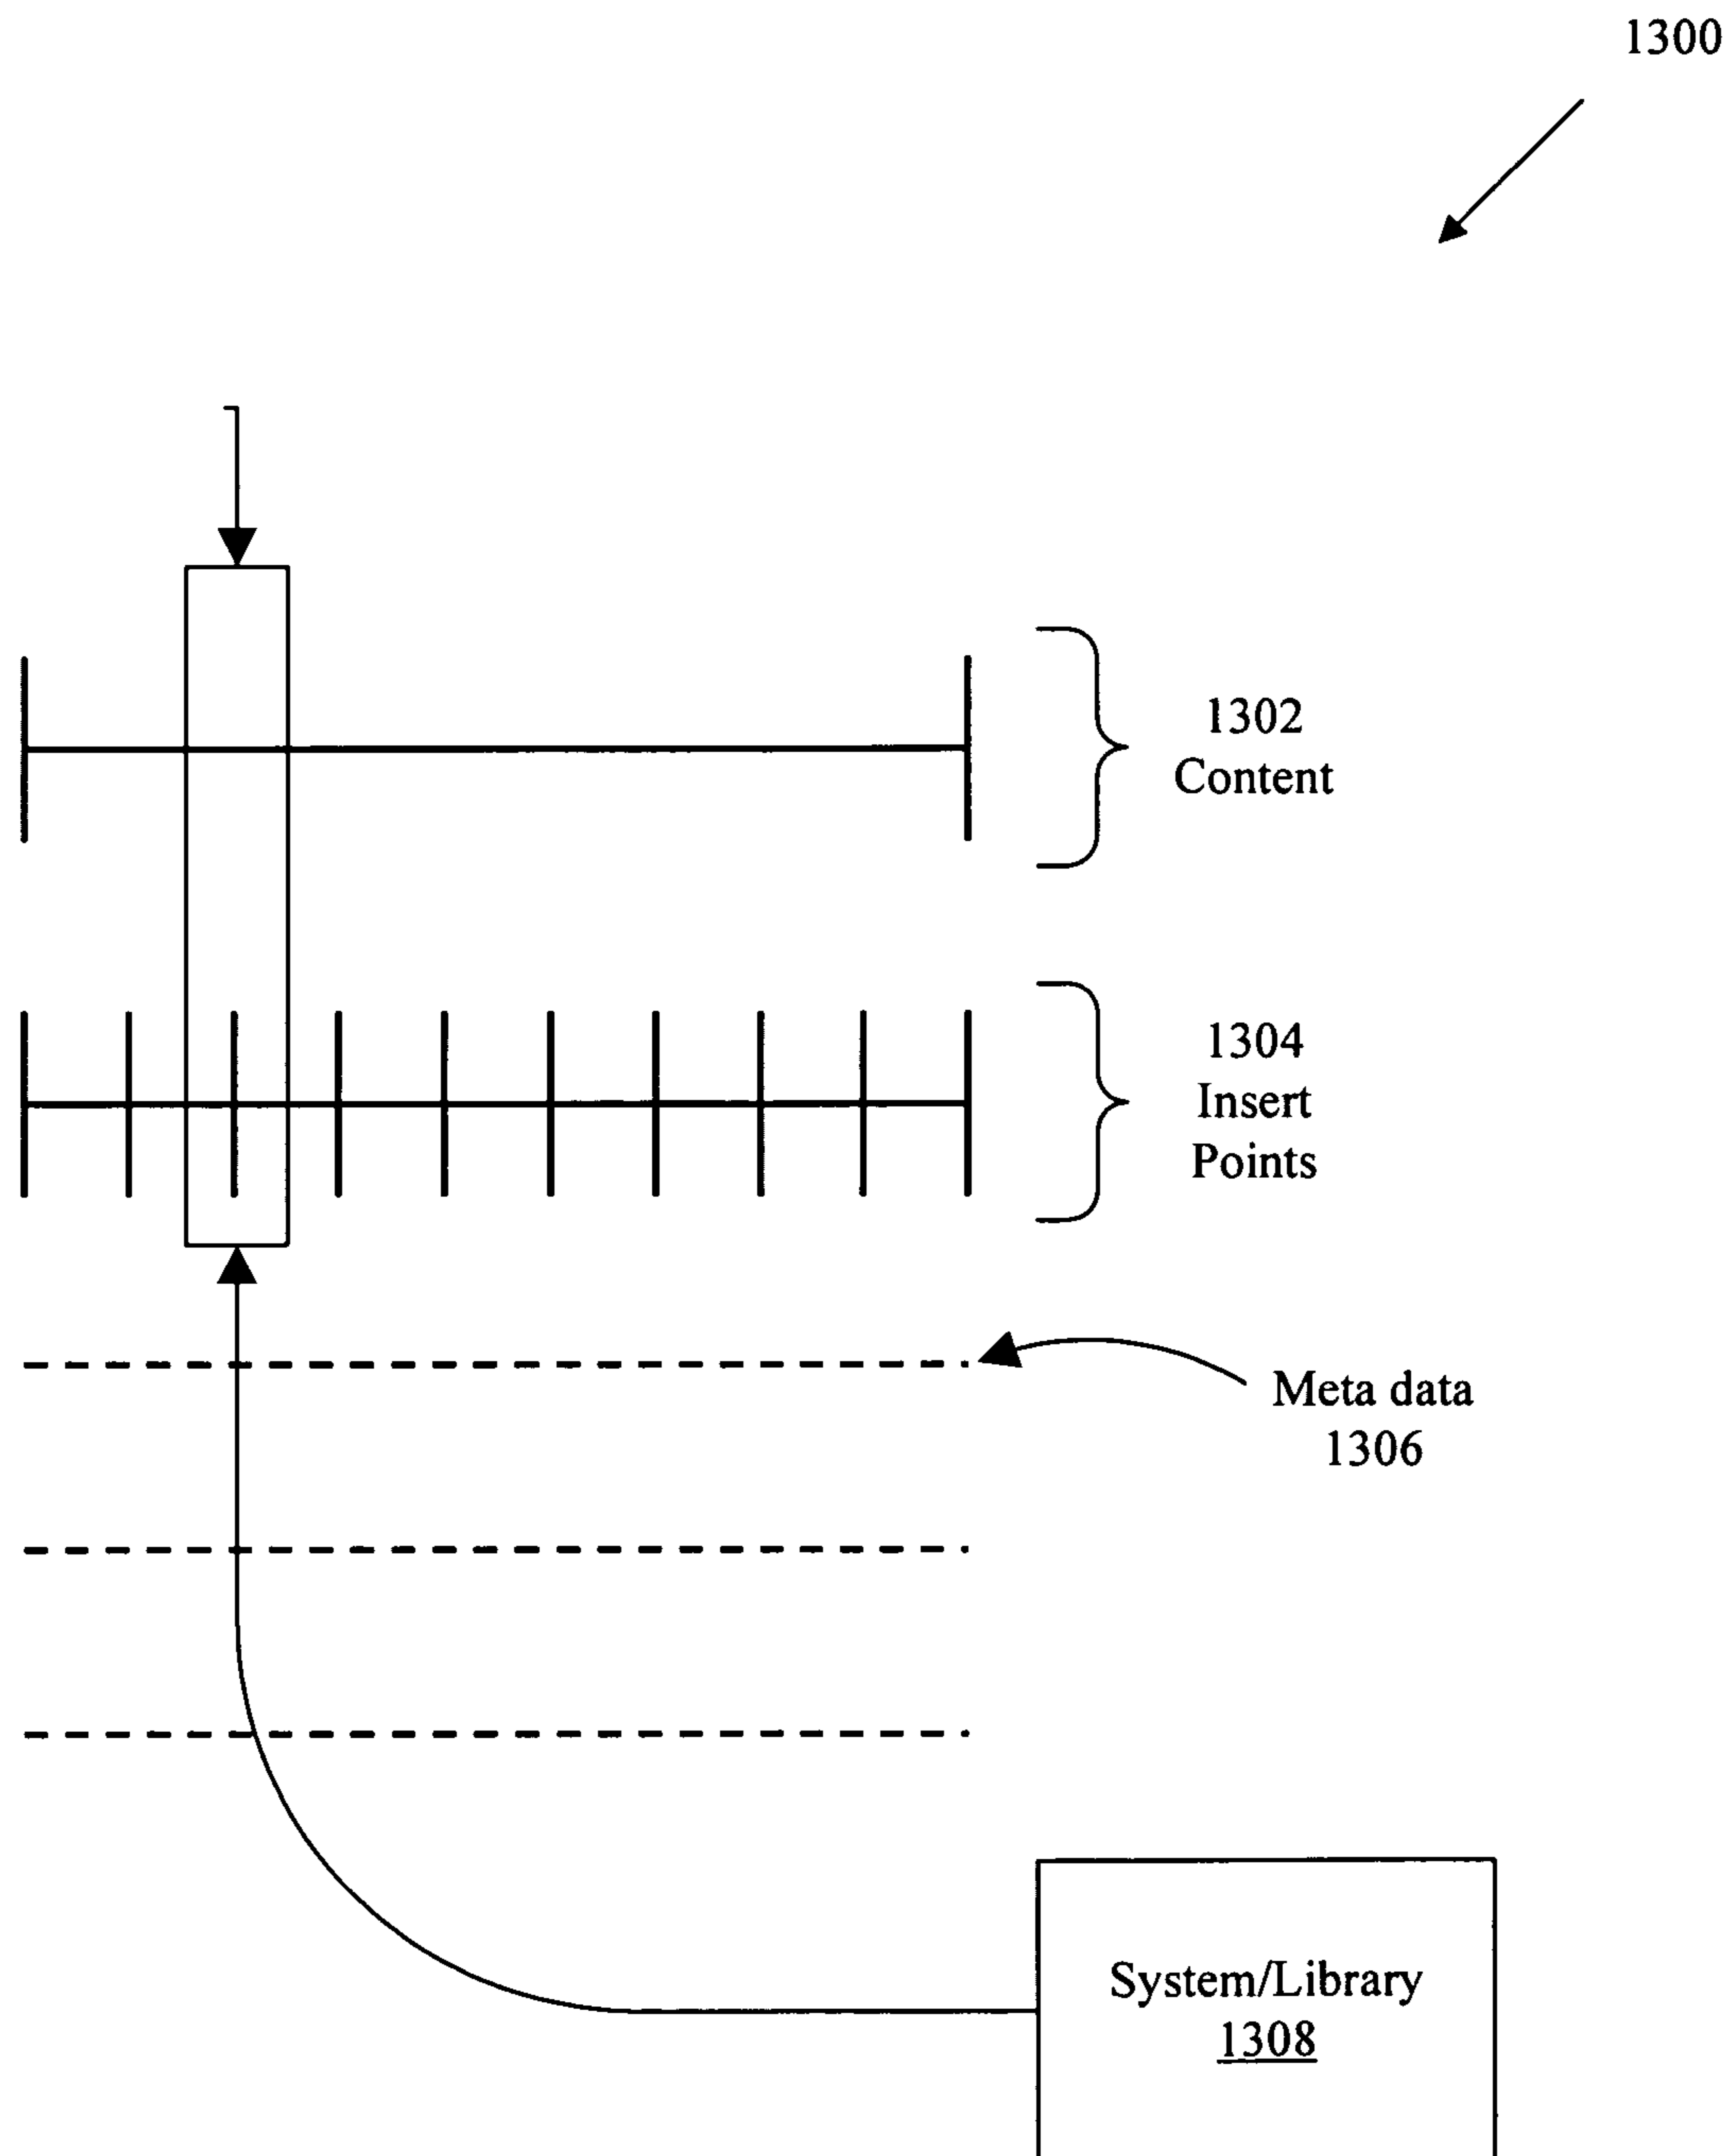 1300
1302
Content
1304
Insert
Points
Meta data
1306
System/Library
1308